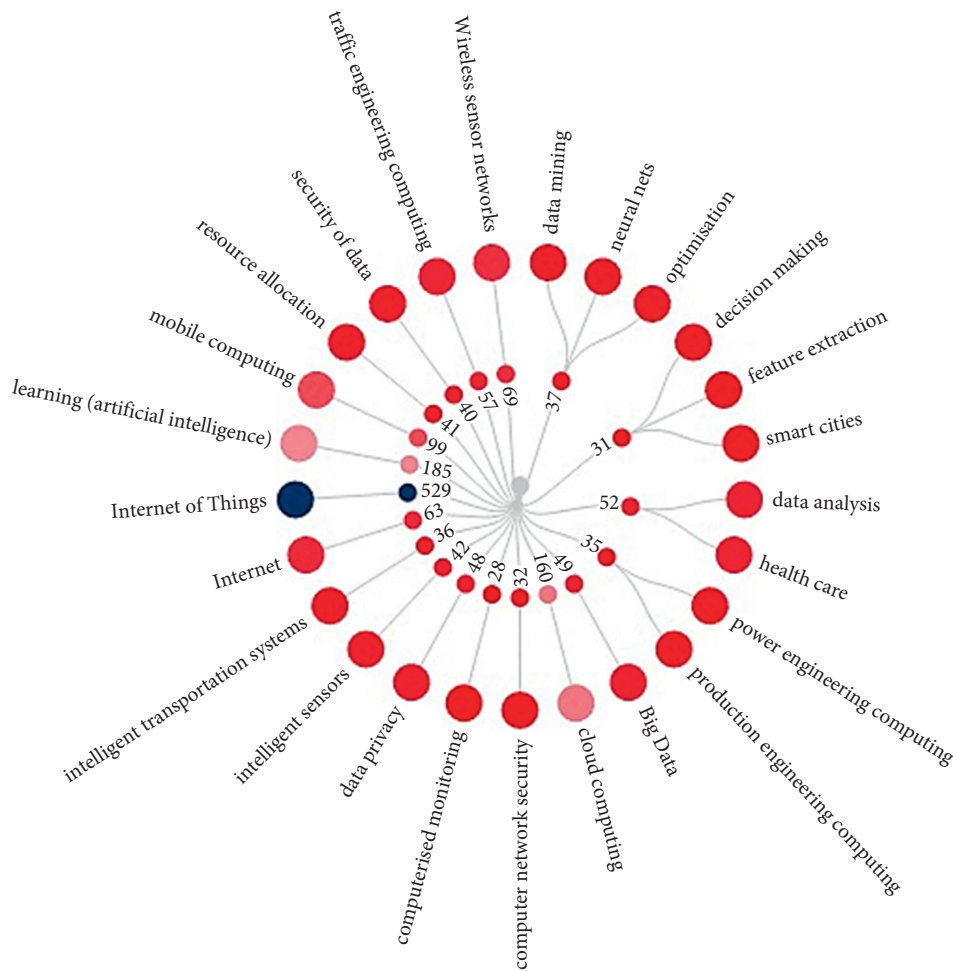 traffic engineering computing
Wireless sensor networks
data mining
neural nets
optimisation
decision making
feature extraction
smart cities
data analysis
health care
power engineering computing
production engineering computing
Big Data
cloud computing
computer network security
computerised monitoring
data privacy
intelligent sensors
intelligent transportation systems
Internet
Internet of Things
learning (artificial intelligence)
mobile computing
resource allocation
security of data
57
69
37
31
52
35
49
160
32
28
48
42
36
63
529
185
99
41
40